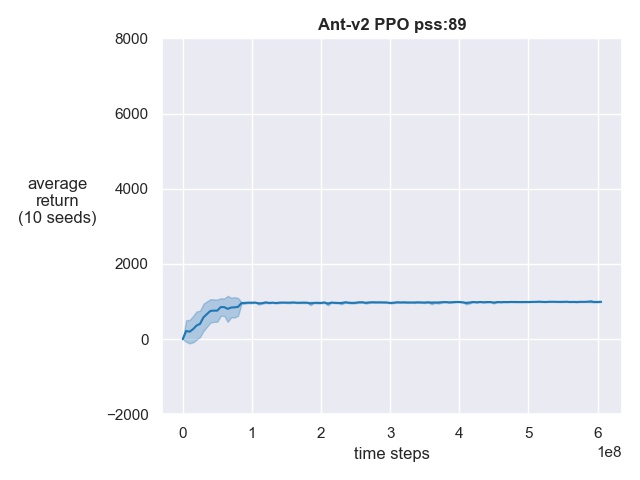 Ant-v2 PPO pss:89
8000
6000
4000
2000
0
−2000
average
return
(10 seeds)
0 1 2 3 4 5 6
1e8
time steps